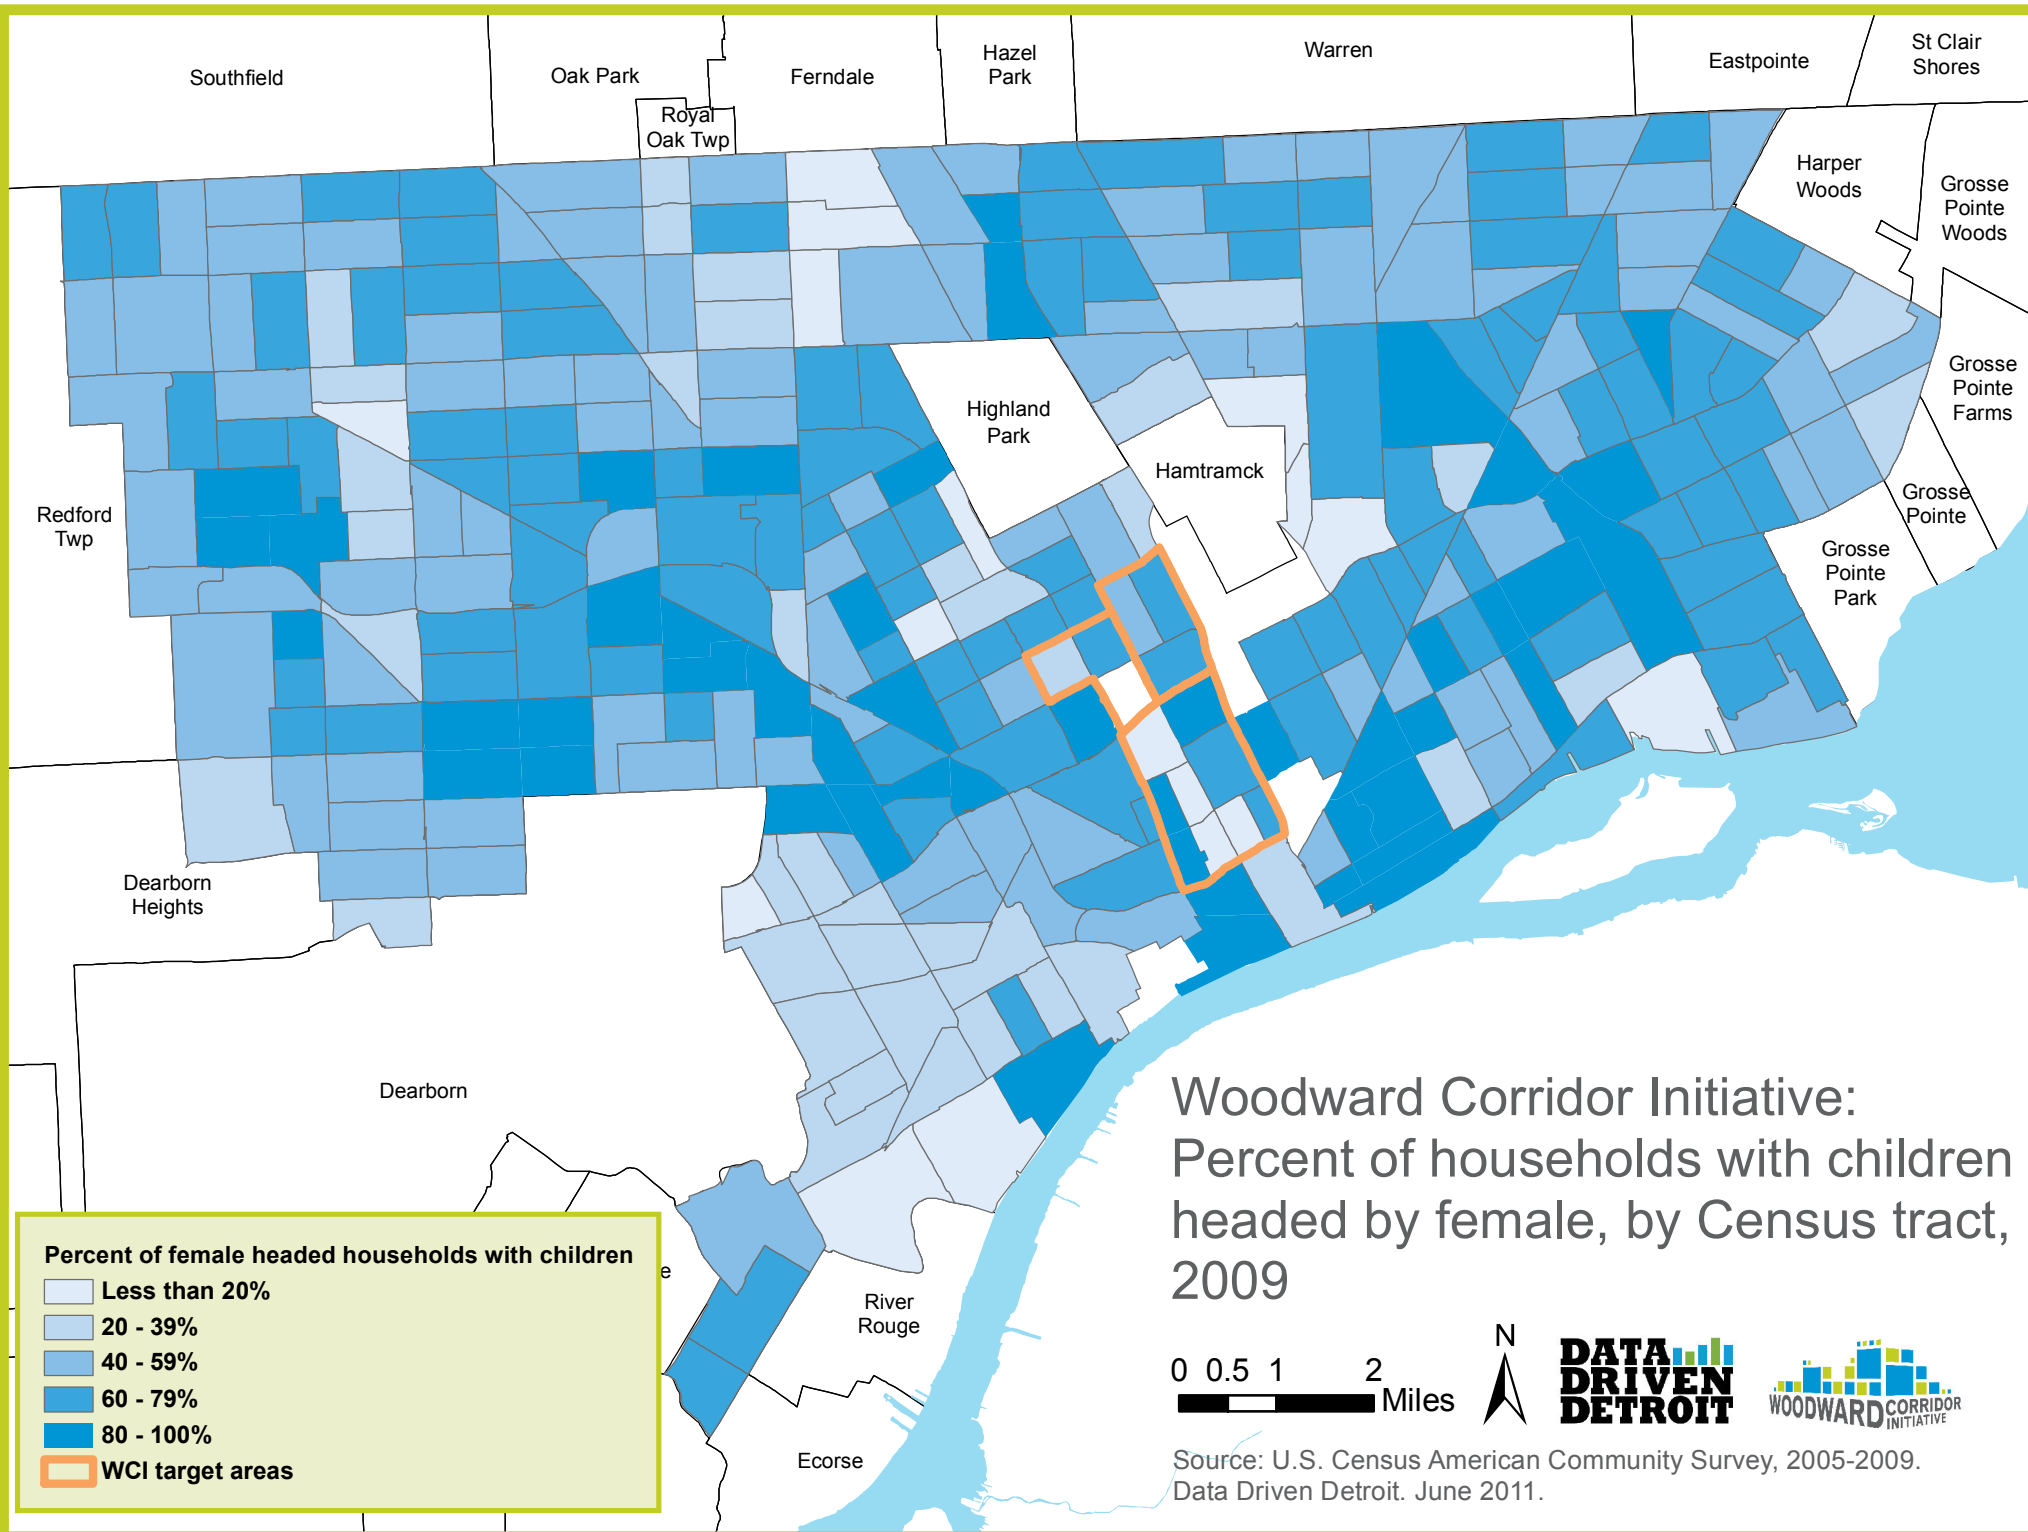 Southfield
Oak Park
Ferndale
Hazel
Park
Warren
Eastpointe
St Clair
Shores
Royal
Oak Twp
Harper
Woods
Grosse
Pointe
Woods
Grosse
Pointe
Farms
Highland
Park
Hamtramck
Redford
Twp
Grosse
Pointe
Grosse
Pointe
Park
Dearborn
Heights
Dearborn
e
River
Rouge
Ecorse
Woodward Corridor Initiative:
Percent of households with children
headed by female, by Census tract,
2009
Percent of female headed households with children
Less than 20%
20 - 39%
40 - 59%
60 - 79%
80 - 100%
WCI target areas
0 0.5 1 2
Miles
N
DATA
DRIVEN
DETROIT
WOODWARD CORRIDOR
INITIATIVE
Source: U.S. Census American Community Survey, 2005-2009.
Data Driven Detroit. June 2011.